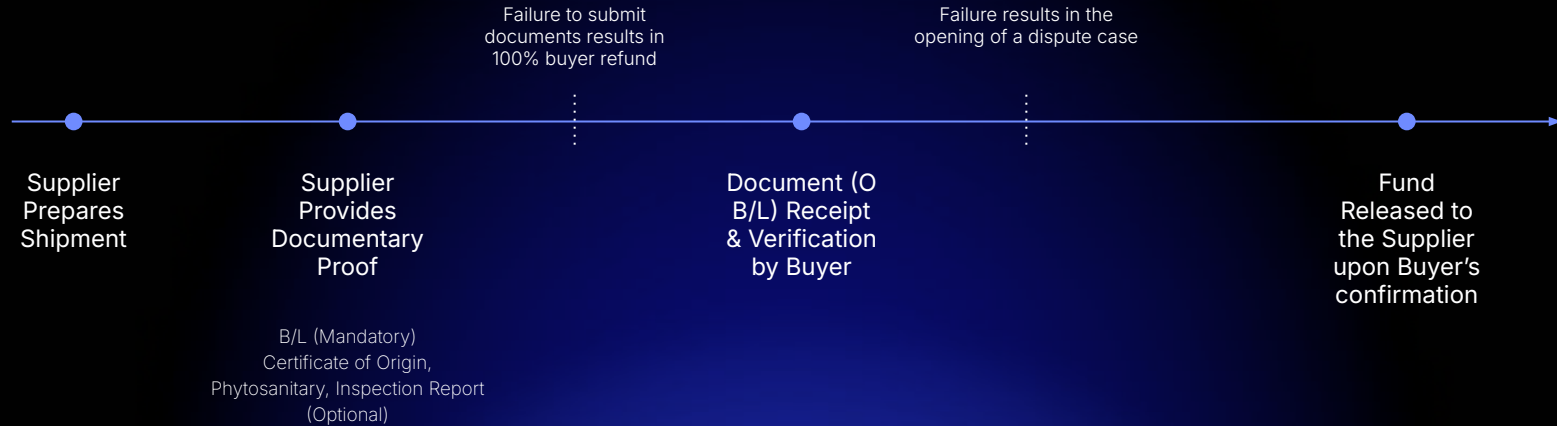 Failure to submit
documents results in
100% buyer refund
Failure results in the
opening of a dispute case
Supplier
Prepares
Shipment
Supplier
Provides
Documentary
Proof
B/L (Mandatory)
Certificate of Origin,
Phytosanitary, Inspection Report
(Optional)
Document (O
B/L) Receipt
& Verification
by Buyer
Fund
Released to
the Supplier
upon Buyer’s
confirmation